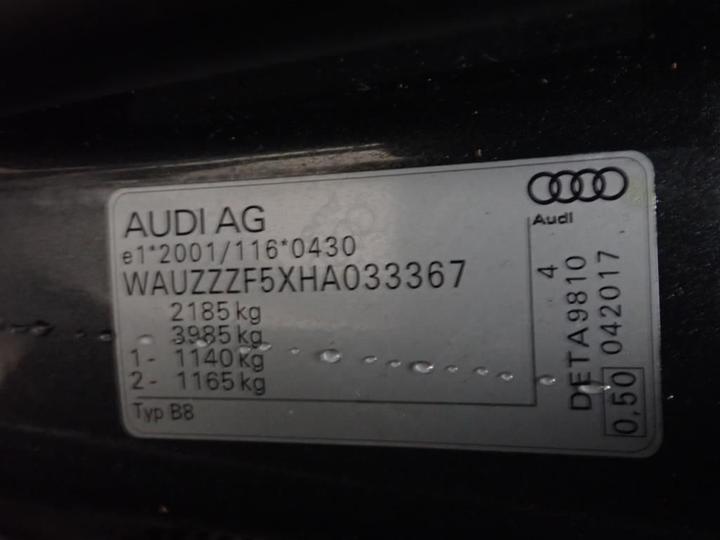 AUDI AG
e1*2001/116*0430
WAUZZZF5XHA033367
2185 kg
3985 kg
1- 1140 kg
2- 1165 kg
Typ B8
Audi
4
DETA9810
042017
0,50